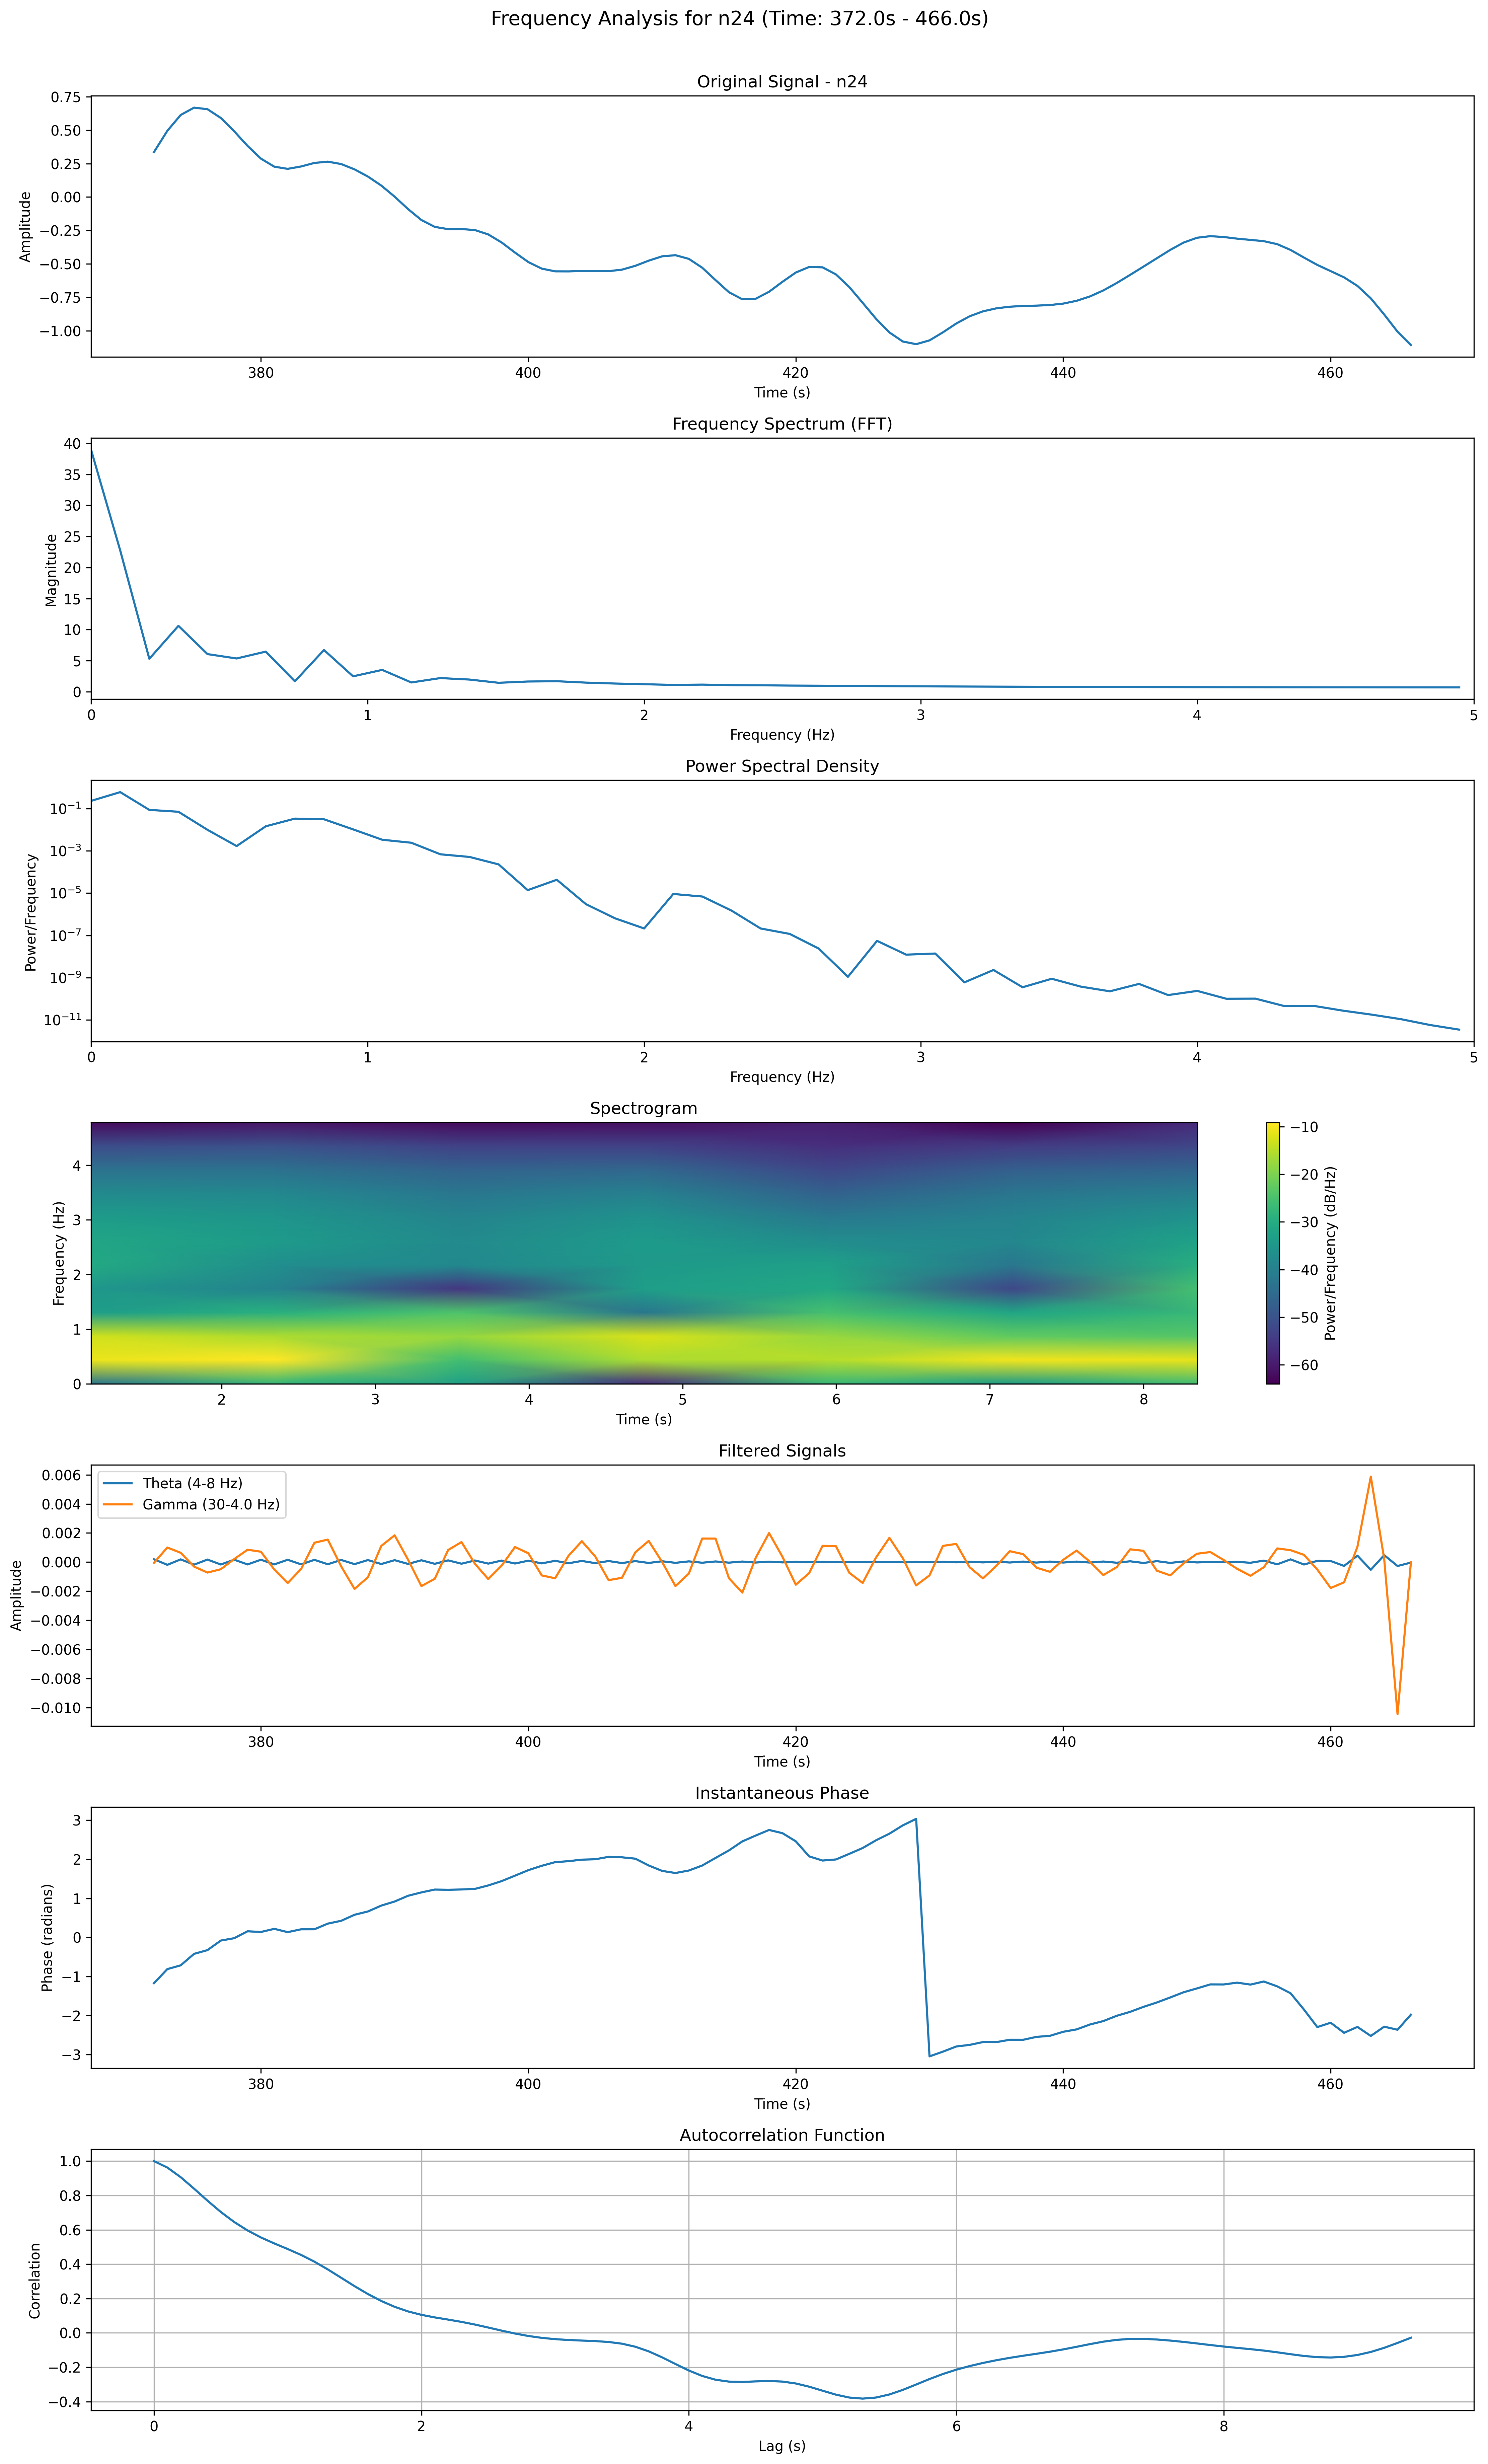 Frequency Analysis for n24 (Time: 372.0s - 466.0s)
Original Signal - n24
0.75
0.50
0.25
0.00
−0.25
−0.50
−0.75
−1.00
Amplitude
380 400 420 440 460
Time (s)
Frequency Spectrum (FFT)
40
35
30
25
20
15
10
5
0
Magnitude
0 1 2 3 4 5
Frequency (Hz)
Power Spectral Density
10⁻¹
10⁻³
10⁻⁵
10⁻⁷
10⁻⁹
10⁻¹¹
Power/Frequency
0 1 2 3 4 5
Frequency (Hz)
Spectrogram
4
3
2
1
0
Frequency (Hz)
2 3 4 5 6 7 8
Time (s)
−10
−20
−30
−40
−50
−60
Power/Frequency (dB/Hz)
Filtered Signals
Theta (4-8 Hz)
Gamma (30-4.0 Hz)
0.006
0.004
0.002
0.000
−0.002
−0.004
−0.006
−0.008
−0.010
Amplitude
380 400 420 440 460
Time (s)
Instantaneous Phase
3
2
1
0
−1
−2
−3
Phase (radians)
380 400 420 440 460
Time (s)
Autocorrelation Function
1.0
0.8
0.6
0.4
0.2
0.0
−0.2
−0.4
Correlation
0 2 4 6 8
Lag (s)